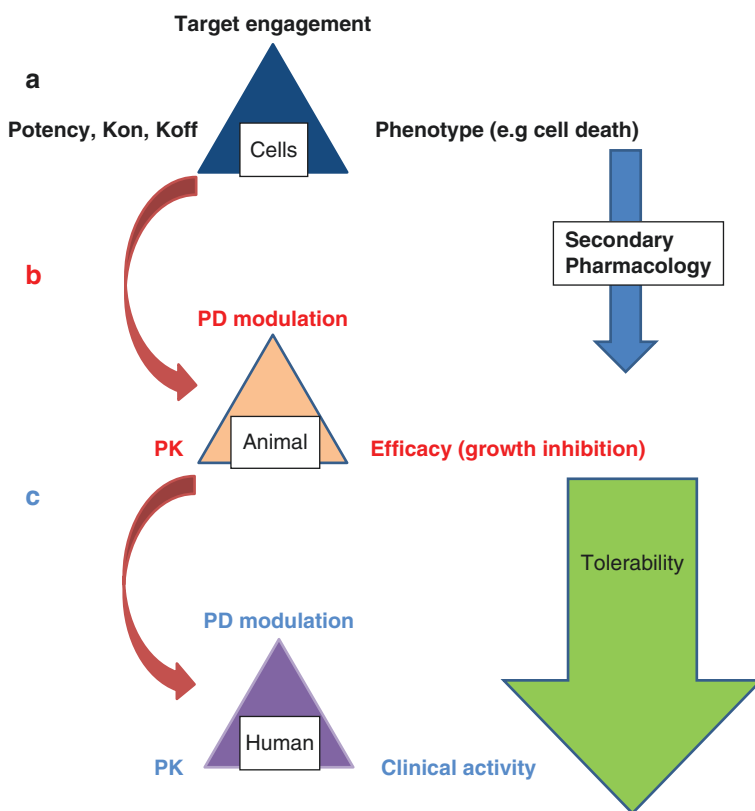 Target engagement
a
Potency, Kon, Koff
Phenotype (e.g cell death)
Cells
Secondary
Pharmacology
b
PD modulation
Animal
PK
Efficacy (growth inhibition)
c
Tolerability
PD modulation
Human
PK
Clinical activity